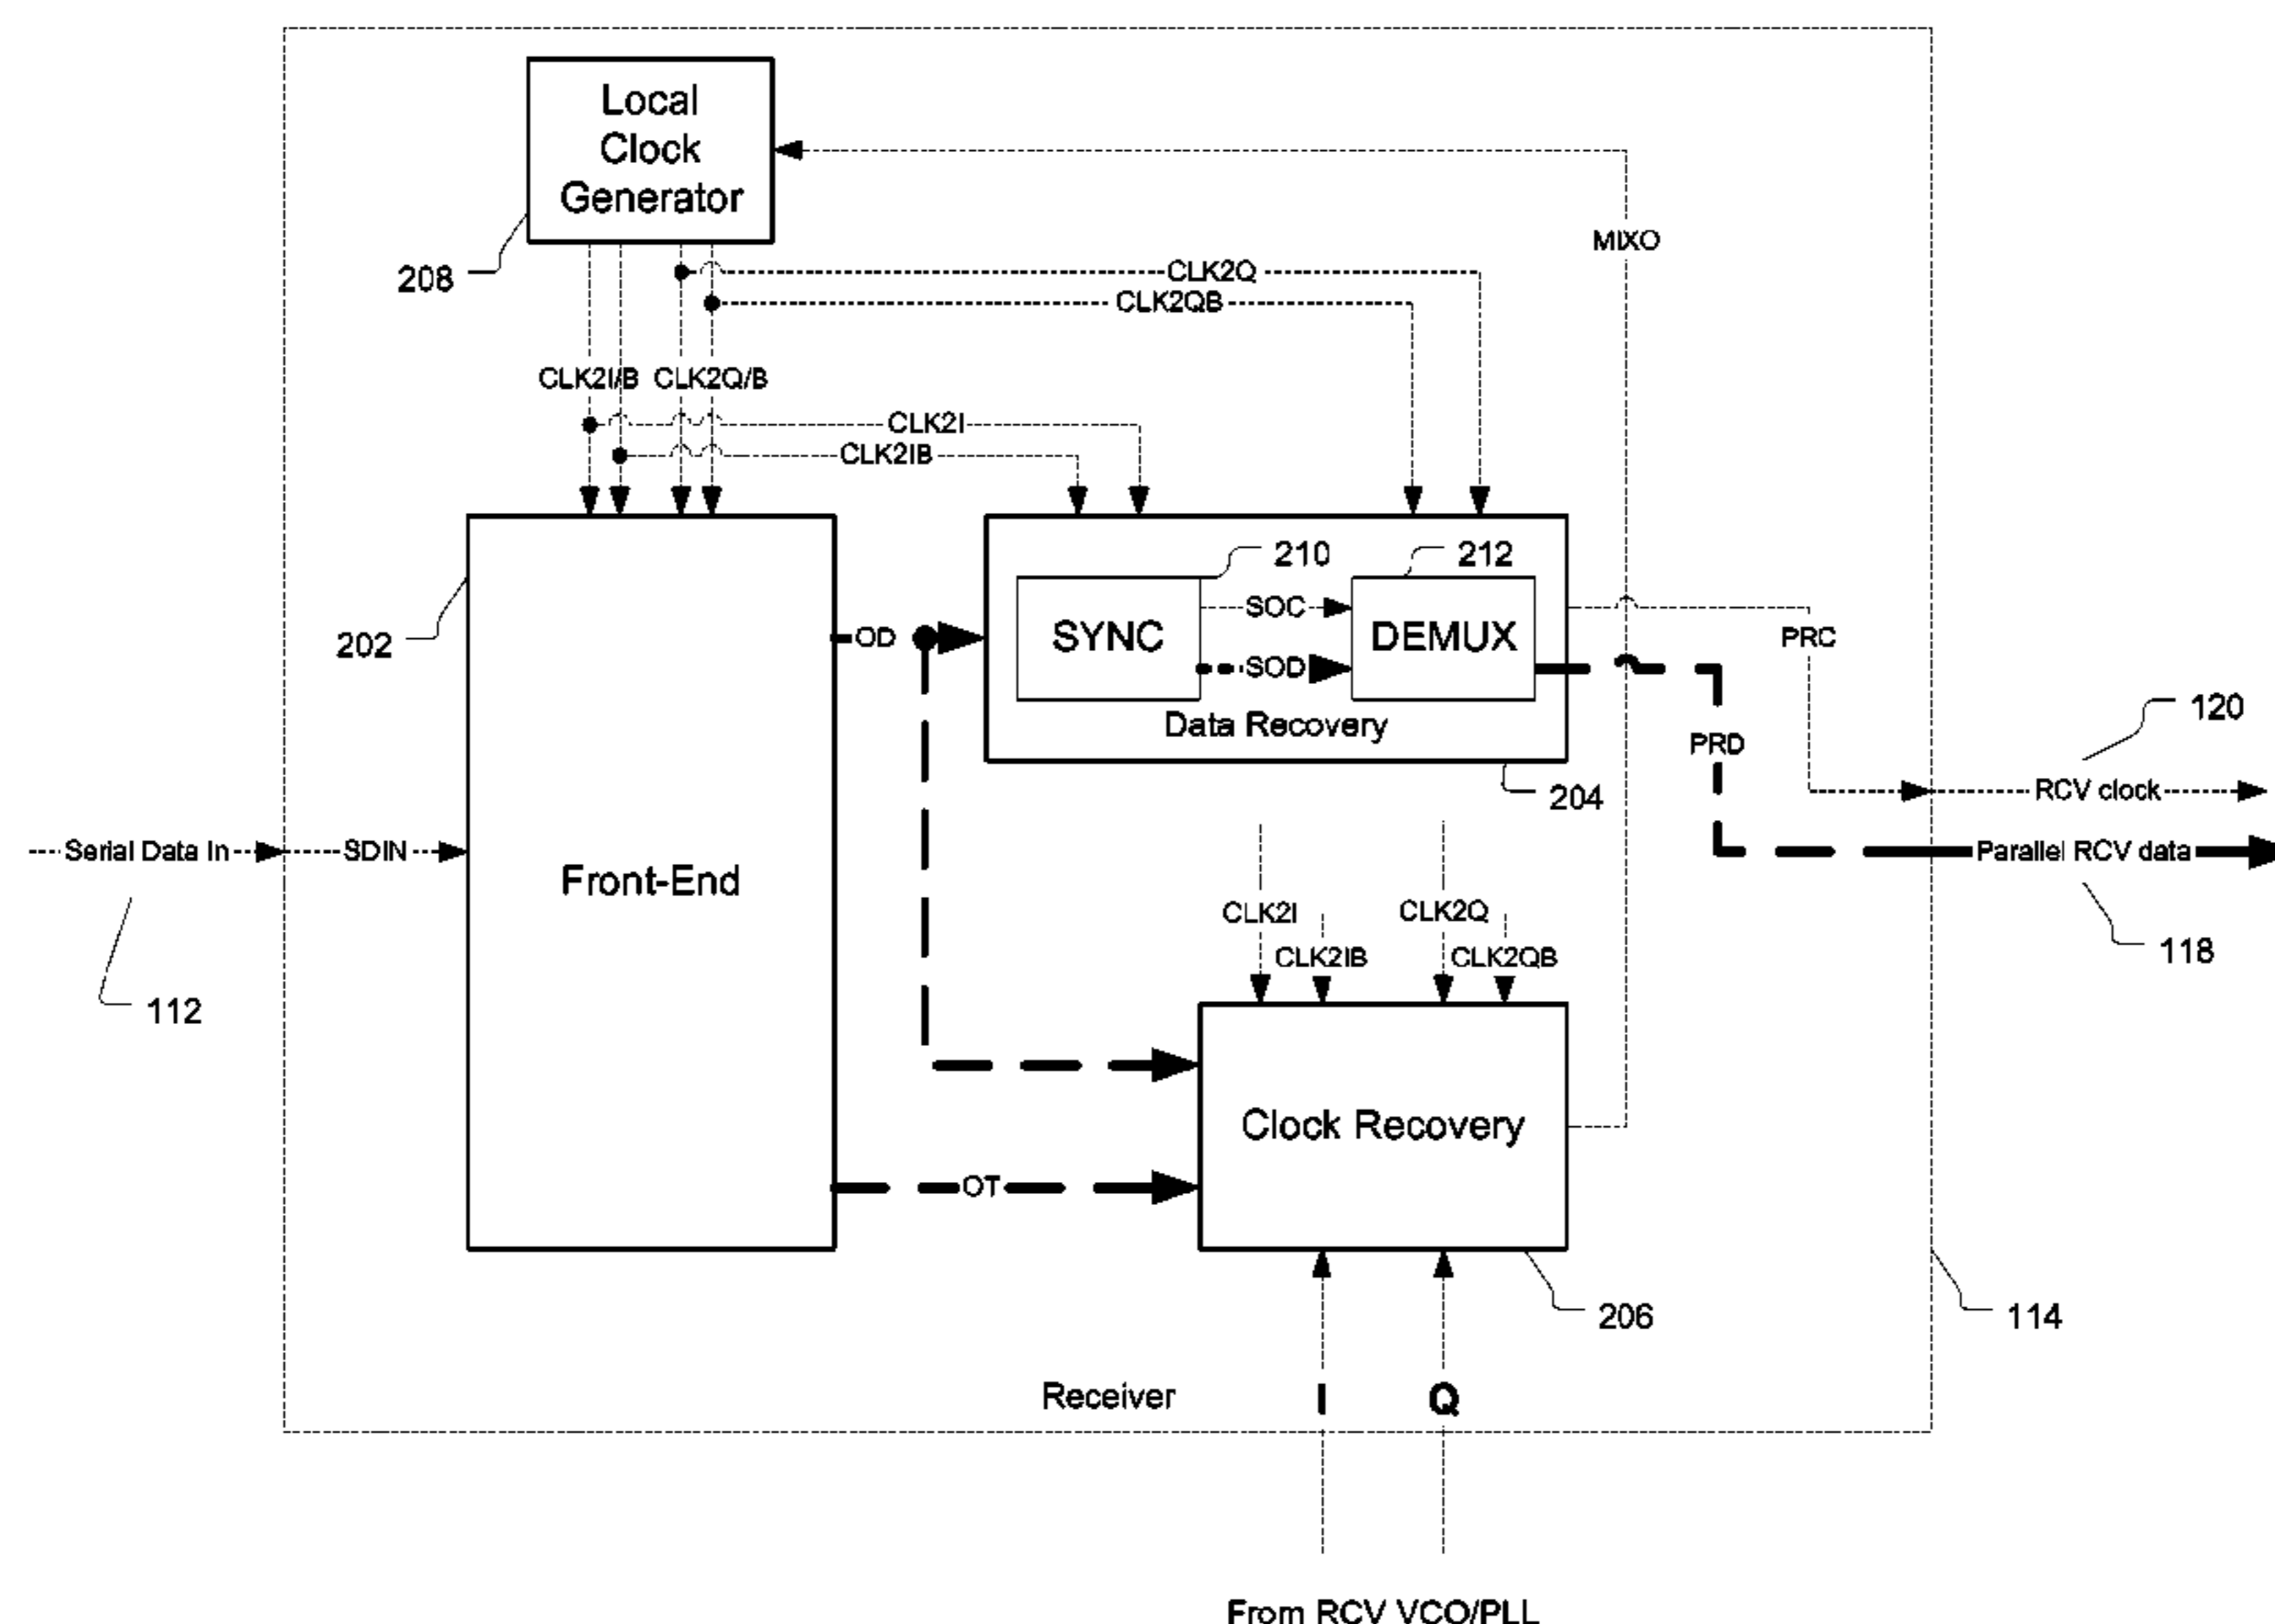 Local
Clock
Generator
208
MIXO
CLK2Q
CLK2QB
CLK2I/B CLK2Q/B
CLK2I
CLK2IB
202
210
212
SYNC
SOC
SOD
DEMUX
Data Recovery
204
OD
PRC
PRD
120
RCV clock
Serial Data In
SDIN
Parallel RCV data
118
112
Front-End
CLK2I
CLK2Q
CLK2IB
CLK2QB
Clock Recovery
OT
206
114
Receiver
I
Q
From RCV VCO/PLL